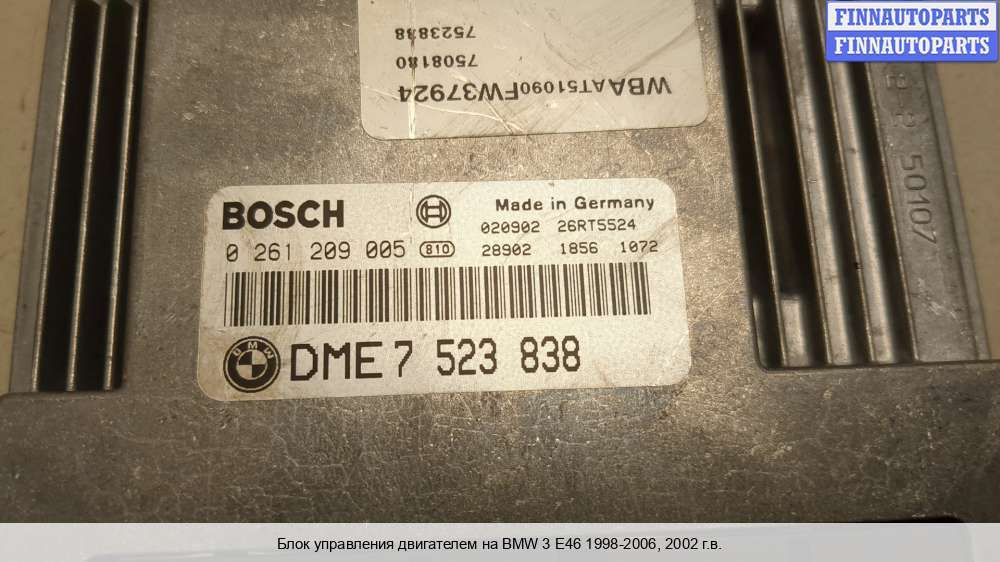 FINNAUTOPARTS
FINNAUTOPARTS
WBAAT51090FW37924
7508180
7523838
BOSCH
Made in Germany
0 261 209 005 810
020902 26RT5524
28902 1856 1072
BMW
DME 7 523 838
50107
Блок управления двигателем на BMW 3 E46 1998-2006, 2002 г.в.